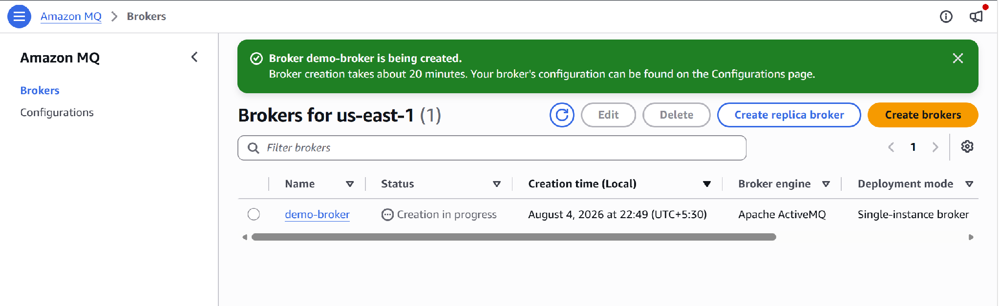 Amazon MQ > Brokers
Amazon MQ
Brokers
Configurations
Broker demo-broker is being created.
Broker creation takes about 20 minutes. Your broker's configuration can be found on the Configurations page.
Brokers for us-east-1 (1)
Edit
Delete
Create replica broker
Create brokers
Filter brokers
1
Name Status Creation time (Local) Broker engine Deployment mode
demo-broker Creation in progress August 4, 2026 at 22:49 (UTC+5:30) Apache ActiveMQ Single-instance broker